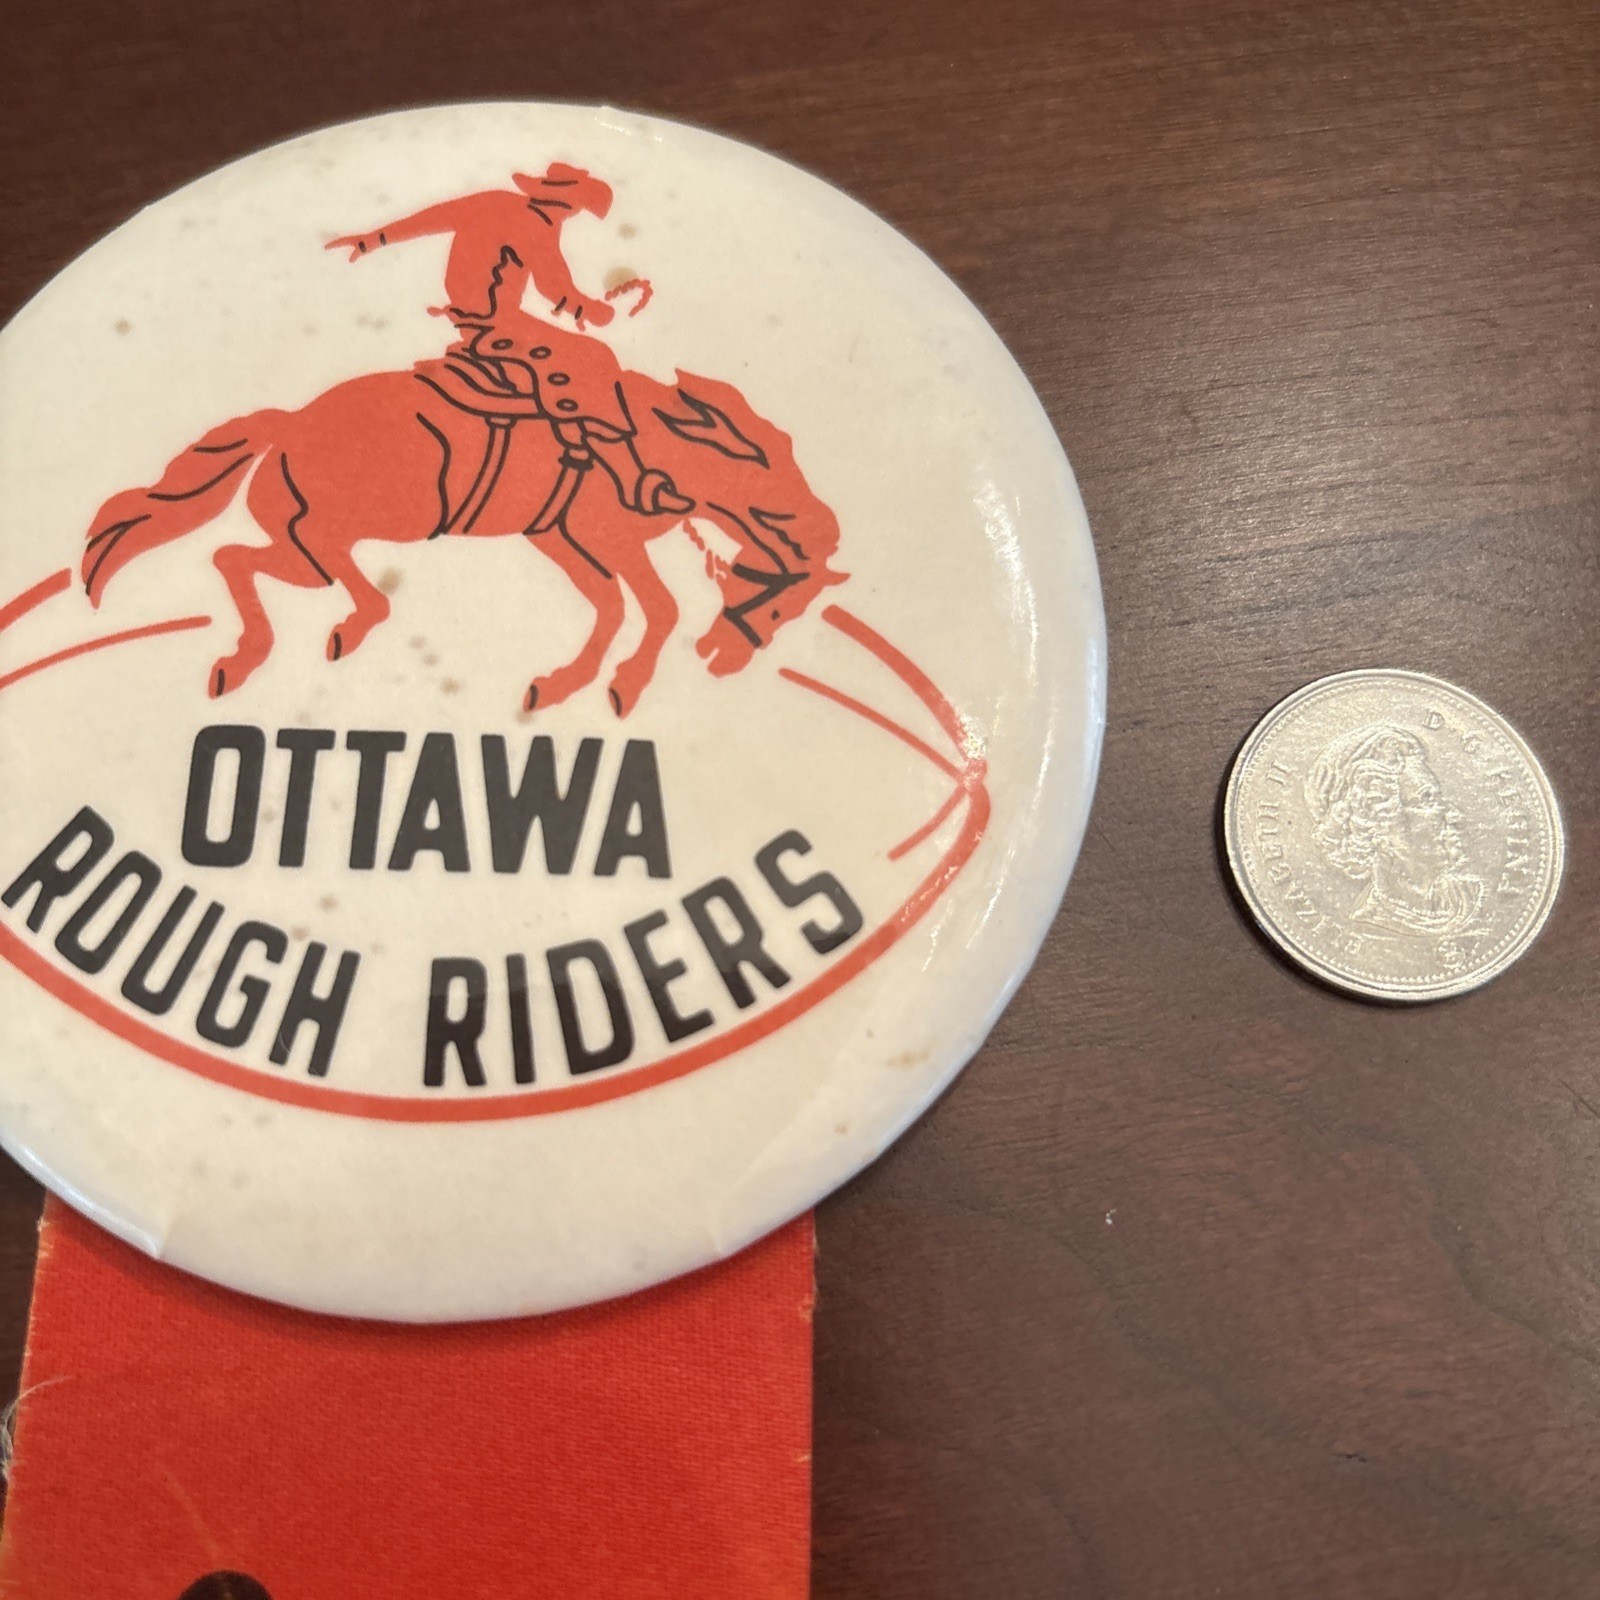 OTTAWA
ROUGH RIDERS
ELIZABETH II D·G·REGINA